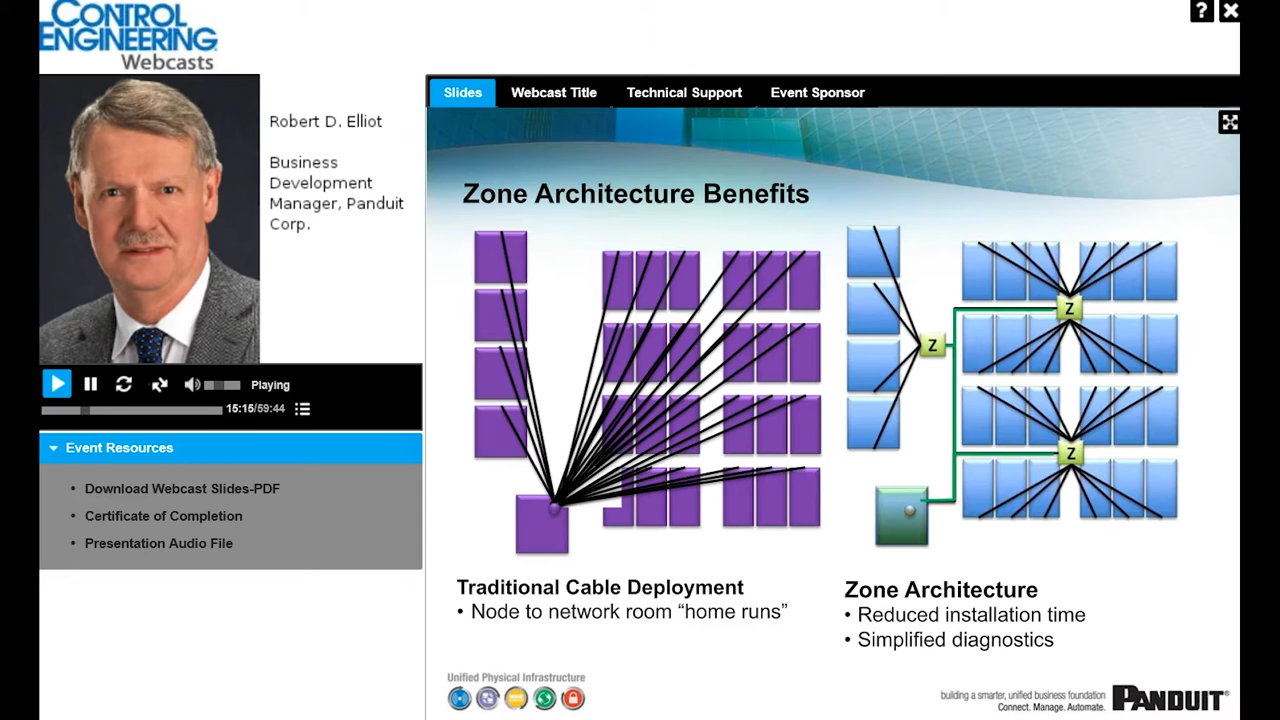 CONTROL
ENGINEERING
Webcasts
?
Robert D. Elliot
Business
Development
Manager, Panduit
Corp.
Playing
15:15/59:44
Event Resources
• Download Webcast Slides-PDF
• Certificate of Completion
• Presentation Audio File
Slides Webcast Title Technical Support Event Sponsor
Zone Architecture Benefits
Z
Z
Z
Traditional Cable Deployment
• Node to network room “home runs”
Zone Architecture
• Reduced installation time
• Simplified diagnostics
Unified Physical Infrastructure
building a smarter, unified business foundation
Connect. Manage. Automate.
PANDUIT